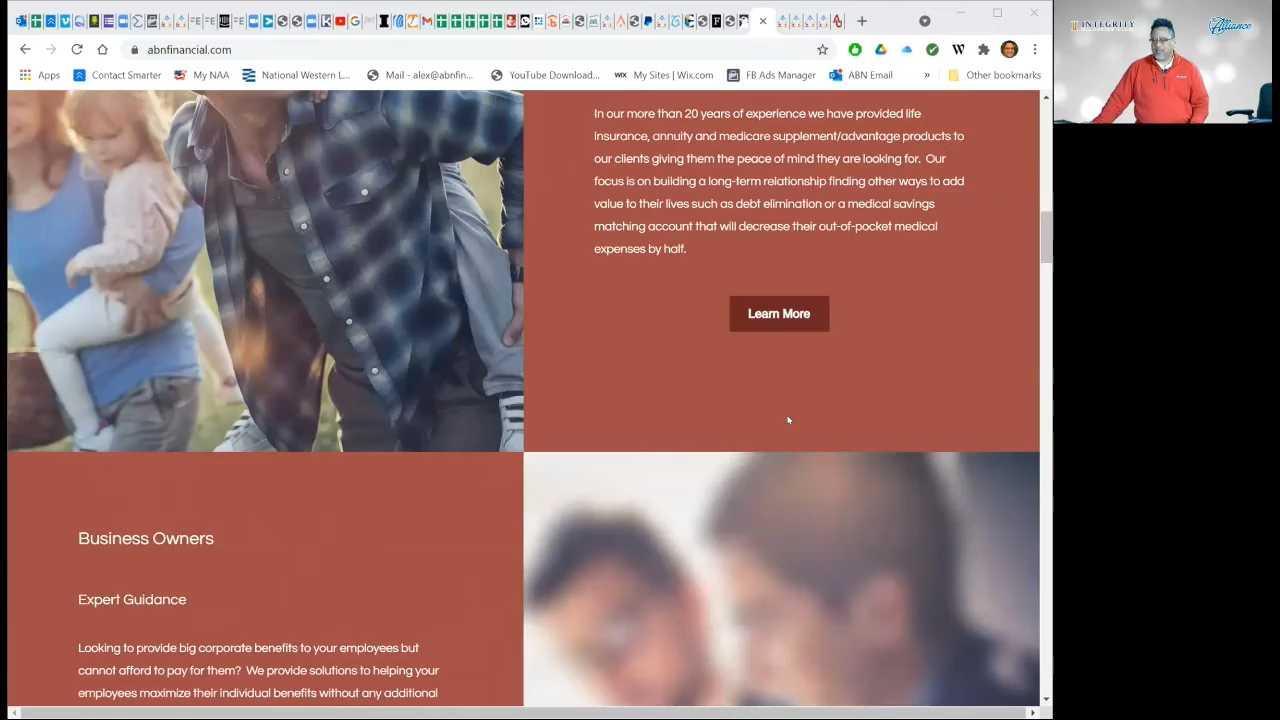 abnfinancial.com
Apps
Contact Smarter
My NAA
National Western L...
Mail - alex@abnfin...
YouTube Download...
WIX
My Sites | Wix.com
FB Ads Manager
ABN Email
»
Other bookmarks
INTEGRITY
Alliance
In our more than 20 years of experience we have provided life
insurance, annuity and medicare supplement/advantage products to
our clients giving them the peace of mind they are looking for. Our
focus is on building a long-term relationship finding other ways to add
value to their lives such as debt elimination or a medical savings
matching account that will decrease their out-of-pocket medical
expenses by half.
Learn More
Business Owners
Expert Guidance
Looking to provide big corporate benefits to your employees but
cannot afford to pay for them? We provide solutions to helping your
employees maximize their individual benefits without any additional